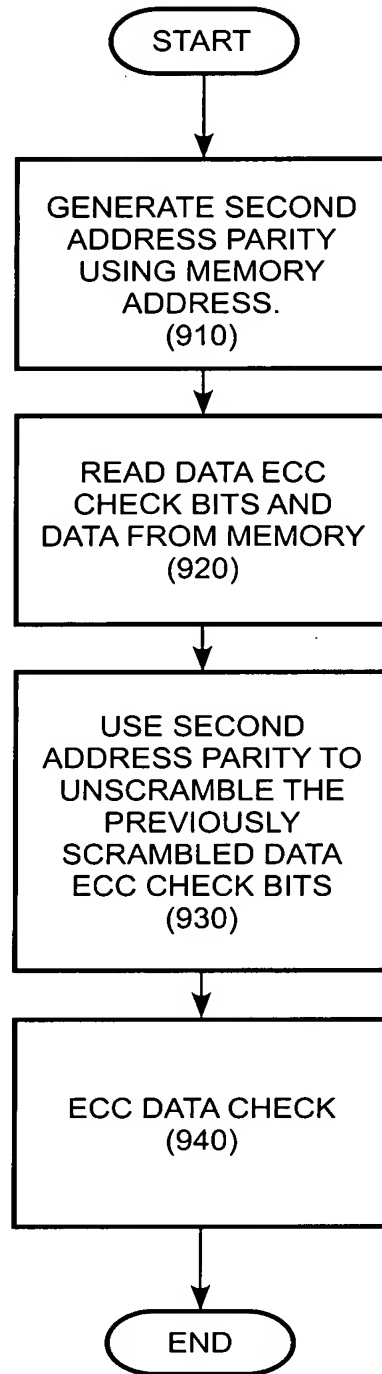 START
GENERATE SECOND
ADDRESS PARITY
USING MEMORY
ADDRESS.
(910)
READ DATA ECC
CHECK BITS AND
DATA FROM MEMORY
(920)
USE SECOND
ADDRESS PARITY TO
UNSCRAMBLE THE
PREVIOUSLY
SCRAMBLED DATA
ECC CHECK BITS
(930)
ECC DATA CHECK
(940)
END